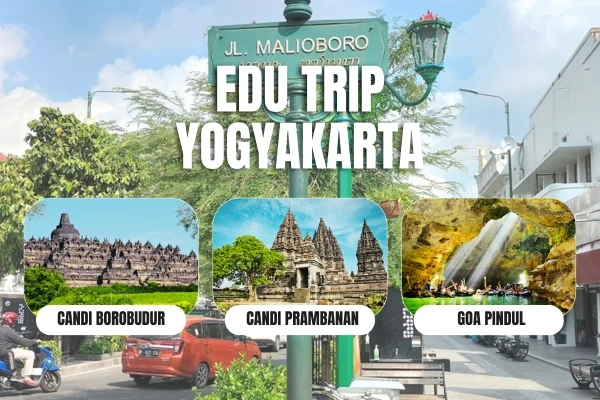 JL. MALIOBORO
EDU TRIP
YOGYAKARTA
CANDI BOROBUDUR
CANDI PRAMBANAN
GOA PINDUL